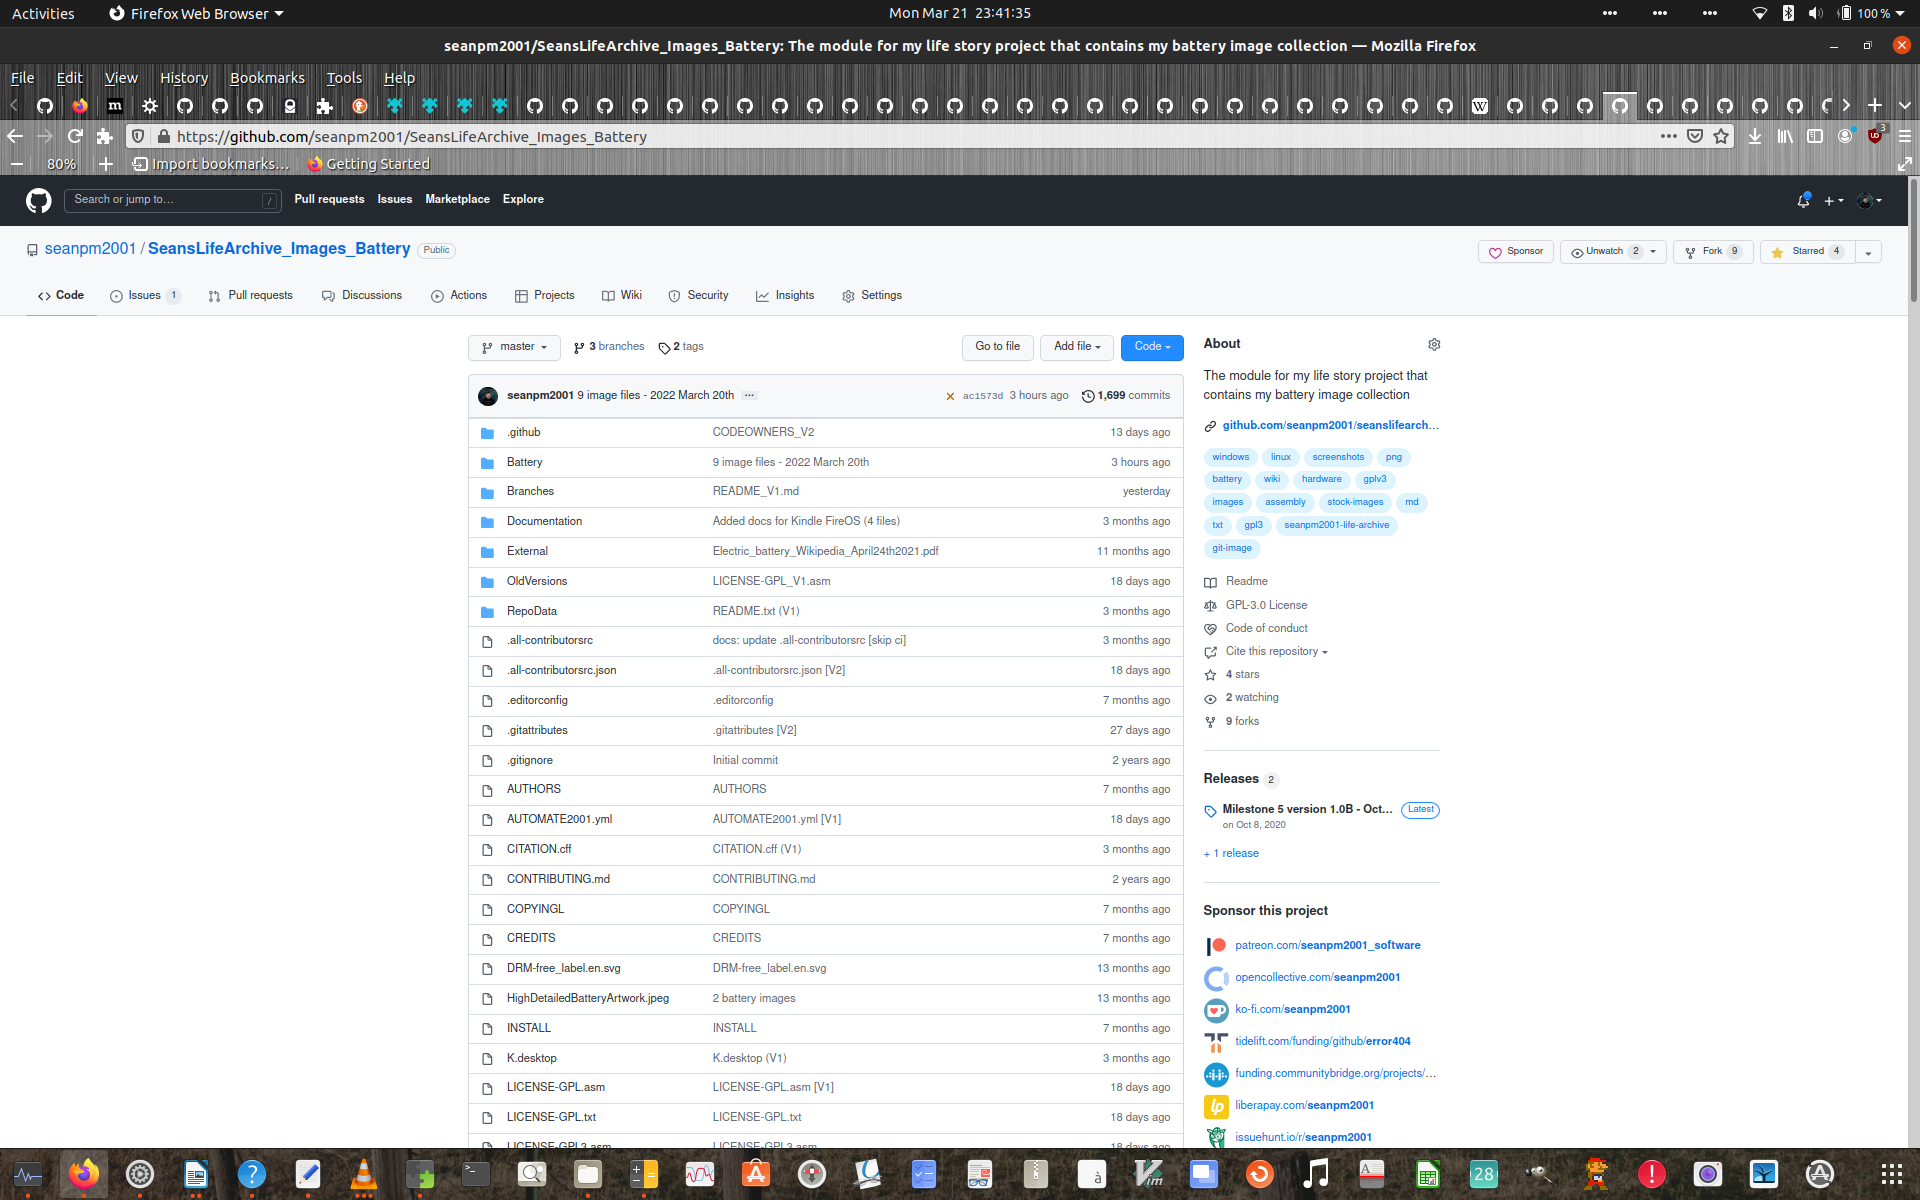 Activities Firefox Web Browser Mon Mar 21 23:41:35 100 %
seanpm2001/SeansLifeArchive_Images_Battery: The module for my life story project that contains my battery image collection — Mozilla Firefox
File Edit View History Bookmarks Tools Help
https://github.com/seanpm2001/SeansLifeArchive_Images_Battery 3
80% Import bookmarks… Getting Started
Search or jump to… / Pull requests Issues Marketplace Explore
seanpm2001 / SeansLifeArchive_Images_Battery Public Sponsor Unwatch 2 Fork 9 Starred 4
Code Issues 1 Pull requests Discussions Actions Projects Wiki Security Insights Settings
master 3 branches 2 tags Go to file Add file Code
seanpm2001 9 image files - 2022 March 20th ac1573d 3 hours ago 1,699 commits
.github CODEOWNERS_V2 13 days ago
Battery 9 image files - 2022 March 20th 3 hours ago
Branches README_V1.md yesterday
Documentation Added docs for Kindle FireOS (4 files) 3 months ago
External Electric_battery_Wikipedia_April24th2021.pdf 11 months ago
OldVersions LICENSE-GPL_V1.asm 18 days ago
RepoData README.txt (V1) 3 months ago
.all-contributorsrc docs: update .all-contributorsrc [skip ci] 3 months ago
.all-contributorsrc.json .all-contributorsrc.json [V2] 18 days ago
.editorconfig .editorconfig 7 months ago
.gitattributes .gitattributes [V2] 27 days ago
.gitignore Initial commit 2 years ago
AUTHORS AUTHORS 7 months ago
AUTOMATE2001.yml AUTOMATE2001.yml [V1] 18 days ago
CITATION.cff CITATION.cff (V1) 3 months ago
CONTRIBUTING.md CONTRIBUTING.md 2 years ago
COPYINGL COPYINGL 7 months ago
CREDITS CREDITS 7 months ago
DRM-free_label.en.svg DRM-free_label.en.svg 13 months ago
HighDetailedBatteryArtwork.jpeg 2 battery images 13 months ago
INSTALL INSTALL 7 months ago
K.desktop K.desktop (V1) 3 months ago
LICENSE-GPL.asm LICENSE-GPL.asm [V1] 18 days ago
LICENSE-GPL.txt LICENSE-GPL.txt 18 days ago
LICENSE-GPL3.asm LICENSE-GPL3.asm 18 days ago
About
The module for my life story project that
contains my battery image collection
github.com/seanpm2001/seanslifearch…
windows linux screenshots png
battery wiki hardware gplv3
images assembly stock-images md
txt gpl3 seanpm2001-life-archive
git-image
Readme
GPL-3.0 License
Code of conduct
Cite this repository
4 stars
2 watching
9 forks
Releases 2
Milestone 5 version 1.0B - Oct… Latest
on Oct 8, 2020
+ 1 release
Sponsor this project
patreon.com/seanpm2001_software
opencollective.com/seanpm2001
ko-fi.com/seanpm2001
tidelift.com/funding/github/error404
funding.communitybridge.org/projects/…
liberapay.com/seanpm2001
issuehunt.io/r/seanpm2001
28